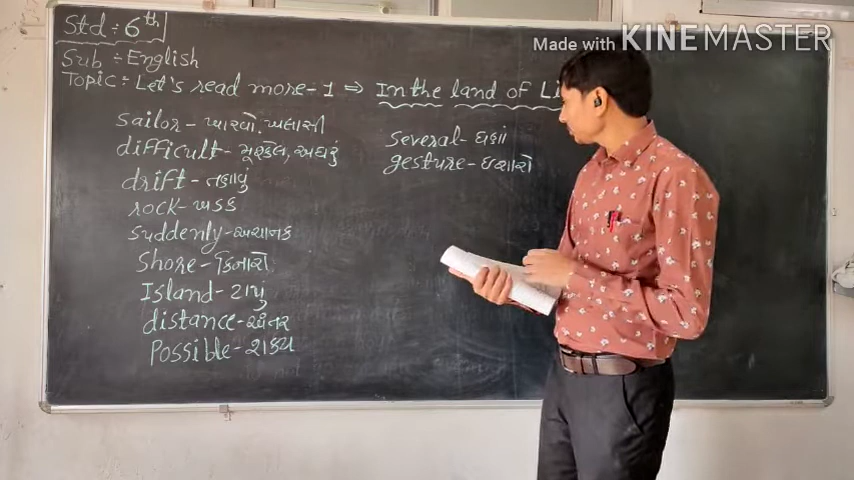 Made with KINEMASTER
Std : 6th
Sub : English
Topic : Let's read more-1 ⇒ In the land of Li
sailor - ખારવો, ખલાસી
difficult - મૂશ્કેલ, અઘરું
drift - તણાવું
rock - ખડક
suddenly - અચાનક
Shore - કિનારો
Island - ટાપું
distance - અંતર
Possible - શક્ય
several - ઘણાં
gesture - ઇશારો